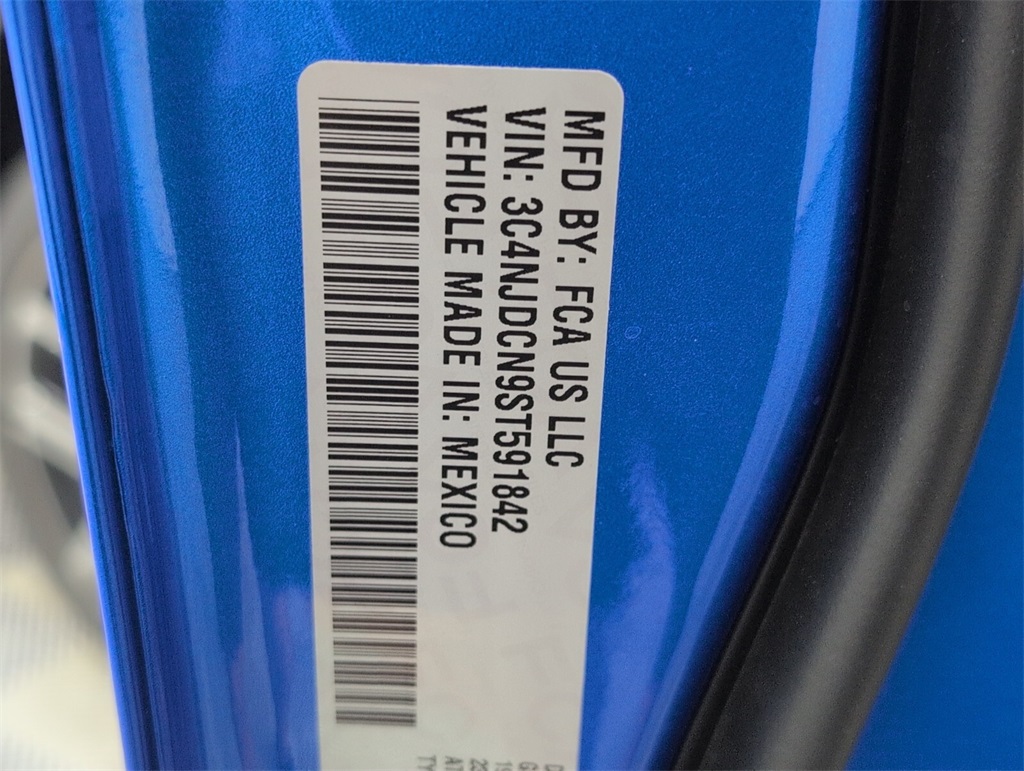 MFD BY: FCA US LLC
VIN: 3C4NJDCN9ST591842
VEHICLE MADE IN: MEXICO